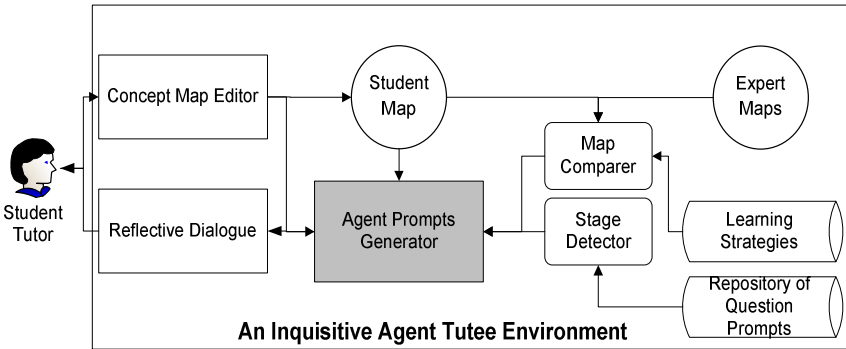 Concept Map Editor
Student
Map
Expert
Maps
Map
Comparer
Student
Tutor
Reflective Dialogue
Agent Prompts
Generator
Stage
Detector
Learning
Strategies
Repository of
Question
Prompts
An Inquisitive Agent Tutee Environment